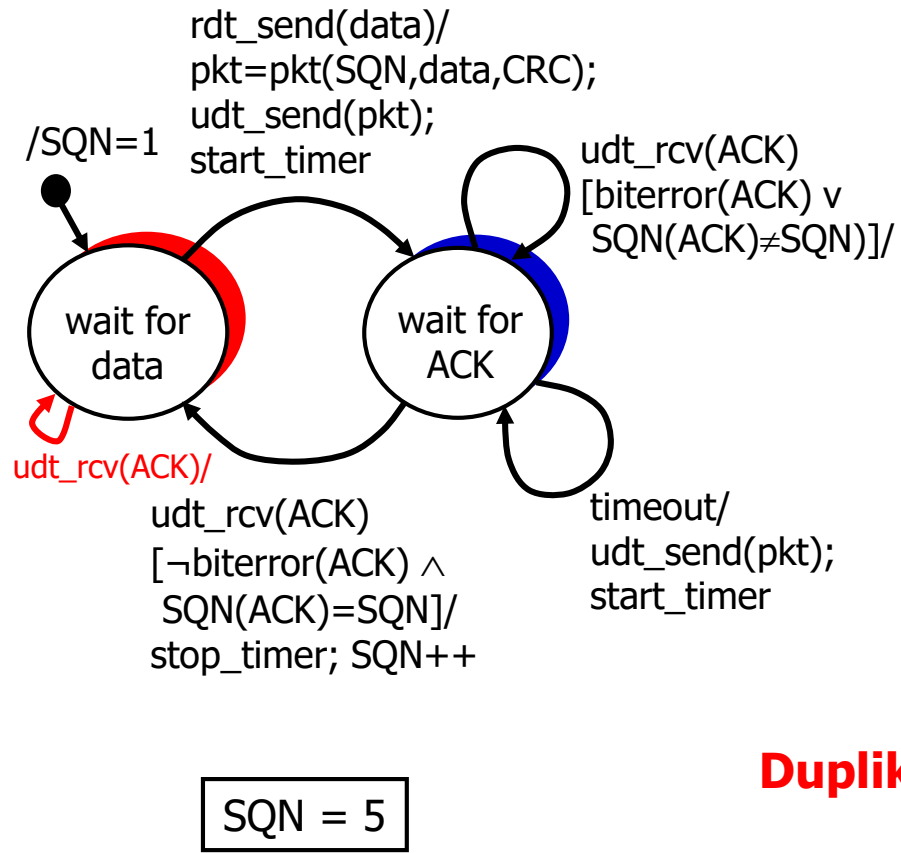 rdt_send(data)/
pkt=pkt(SQN,data,CRC);
udt_send(pkt);
start_timer
/SQN=1
udt_rcv(ACK)
[biterror(ACK) v
SQN(ACK)≠SQN)]/
wait for
data
wait for
ACK
udt_rcv(ACK)/
udt_rcv(ACK)
[¬biterror(ACK) ∧
SQN(ACK)=SQN]/
stop_timer; SQN++
timeout/
udt_send(pkt);
start_timer
SQN = 5